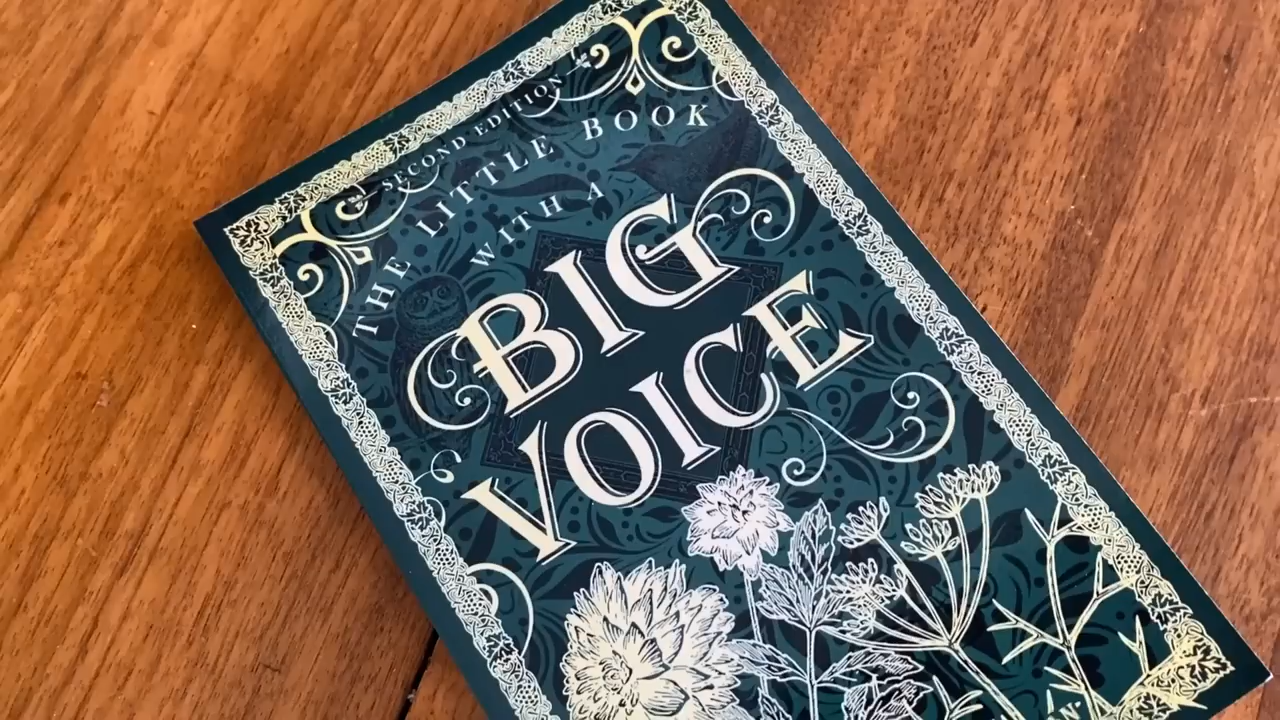 SECOND EDITION
THE LITTLE BOOK
WITH A
BIG
VOICE